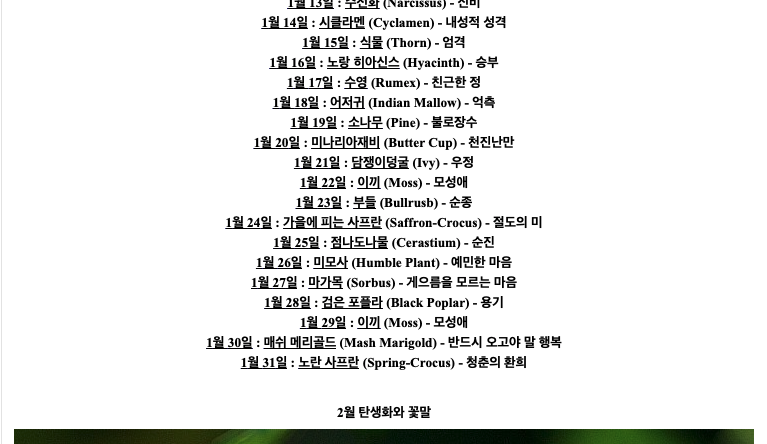 1월 13일 : 수선화 (Narcissus) - 신비
1월 14일 : 시클라멘 (Cyclamen) - 내성적 성격
1월 15일 : 식물 (Thorn) - 엄격
1월 16일 : 노랑 히아신스 (Hyacinth) - 승부
1월 17일 : 수영 (Rumex) - 친근한 정
1월 18일 : 어저귀 (Indian Mallow) - 억측
1월 19일 : 소나무 (Pine) - 불로장수
1월 20일 : 미나리아재비 (Butter Cup) - 천진난만
1월 21일 : 담쟁이덩굴 (Ivy) - 우정
1월 22일 : 이끼 (Moss) - 모성애
1월 23일 : 부들 (Bullrusb) - 순종
1월 24일 : 가을에 피는 사프란 (Saffron-Crocus) - 절도의 미
1월 25일 : 점나도나물 (Cerastium) - 순진
1월 26일 : 미모사 (Humble Plant) - 예민한 마음
1월 27일 : 마가목 (Sorbus) - 게으름을 모르는 마음
1월 28일 : 검은 포플라 (Black Poplar) - 용기
1월 29일 : 이끼 (Moss) - 모성애
1월 30일 : 매쉬 메리골드 (Mash Marigold) - 반드시 오고야 말 행복
1월 31일 : 노란 사프란 (Spring-Crocus) - 청춘의 환희
2월 탄생화와 꽃말